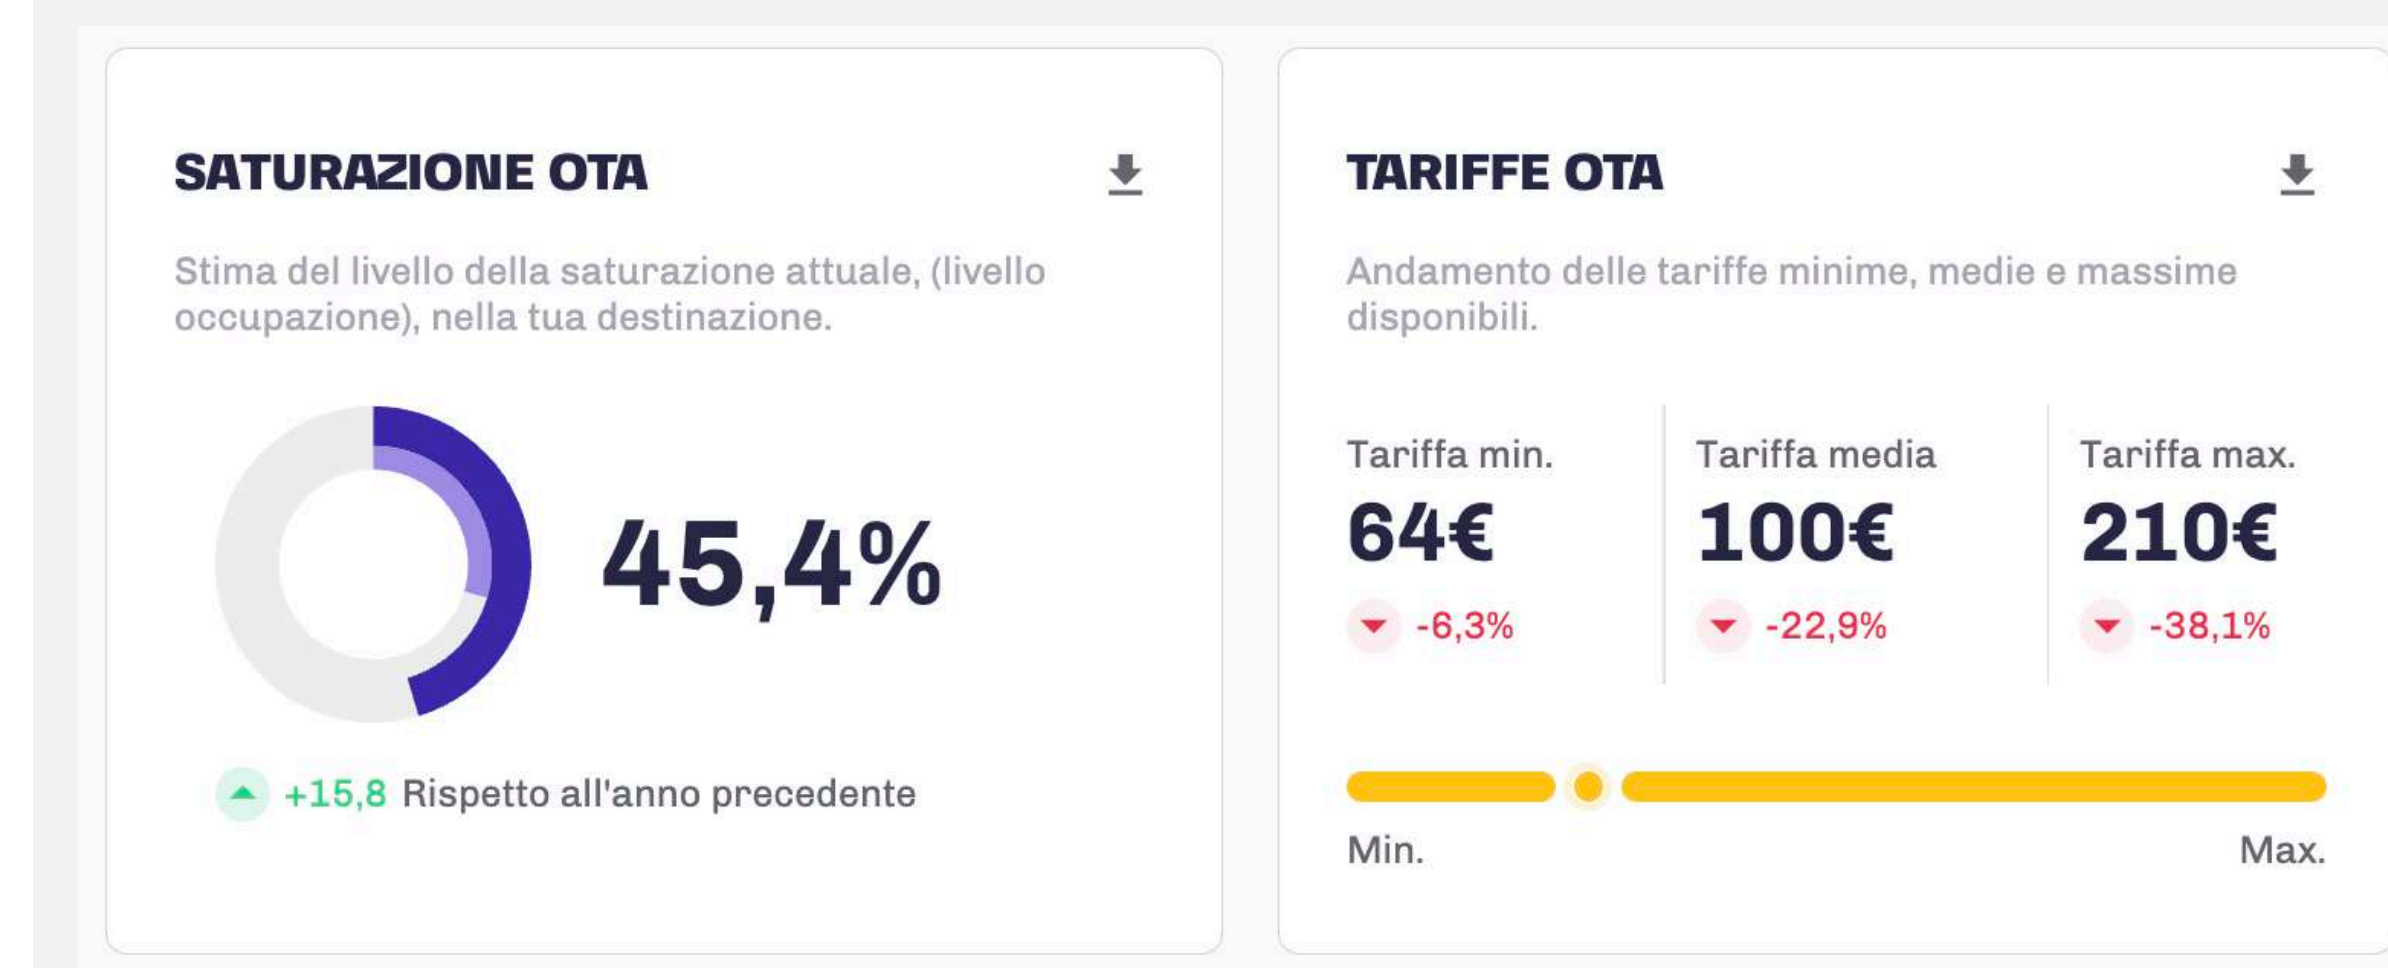 SATURAZIONE OTA
Stima del livello della saturazione attuale, (livello
occupazione), nella tua destinazione.
45,4%
+15,8 Rispetto all'anno precedente
TARIFFE OTA
Andamento delle tariffe minime, medie e massime
disponibili.
Tariffa min.
64€
-6,3%
Tariffa media
100€
-22,9%
Tariffa max.
210€
-38,1%
Min.
Max.